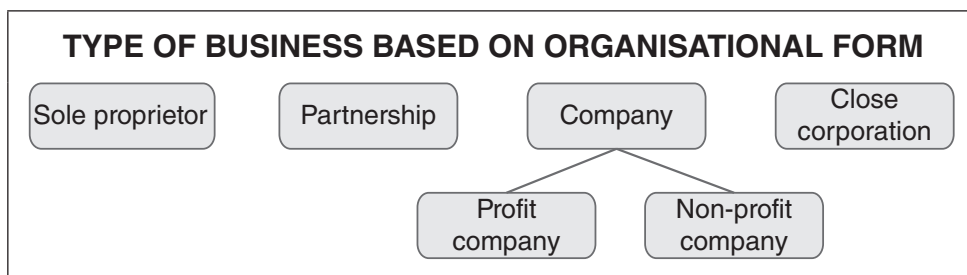 TYPE OF BUSINESS BASED ON ORGANISATIONAL FORM
Sole proprietor
Partnership
Company
Close
corporation
Profit
company
Non-profit
company